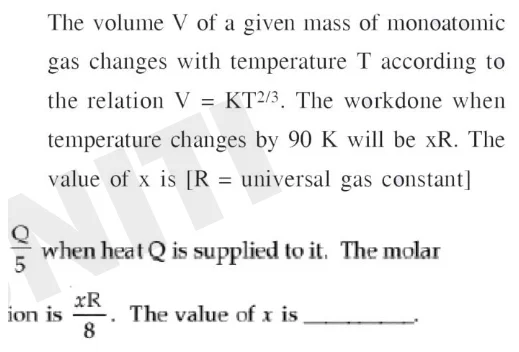 The volume V of a given mass of monoatomic
gas changes with temperature T according to
the relation V = KT^{2/3}. The workdone when
temperature changes by 90 K will be xR. The
value of x is [R = universal gas constant]
Q/5 when heat Q is supplied to it. The molar
ion is xR/8. The value of x is ________.